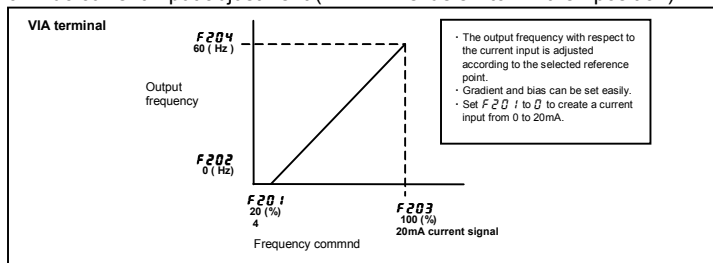 VIA terminal
F204
60 ( Hz)
Output
frequency
F202
0 ( Hz)
F201
20 (%)
4
F203
100 (%)
20mA current signal
Frequency commnd
· The output frequency with respect to
the current input is adjusted
according to the selected reference
point.
· Gradient and bias can be set easily.
· Set F201 to 0 to create a current
input from 0 to 20mA.